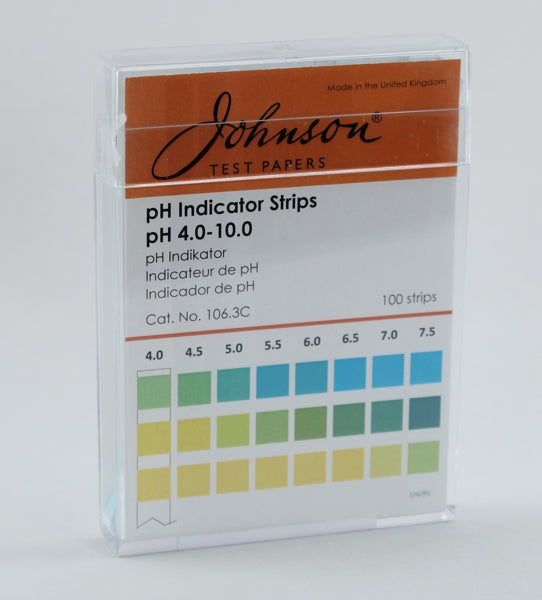 Made in the United Kingdom
Johnson®
TEST PAPERS
pH Indicator Strips
pH 4.0-10.0
pH Indikator
Indicateur de pH
Indicador de pH
Cat. No. 106.3C
100 strips
4.0 4.5 5.0 5.5 6.0 6.5 7.0 7.5